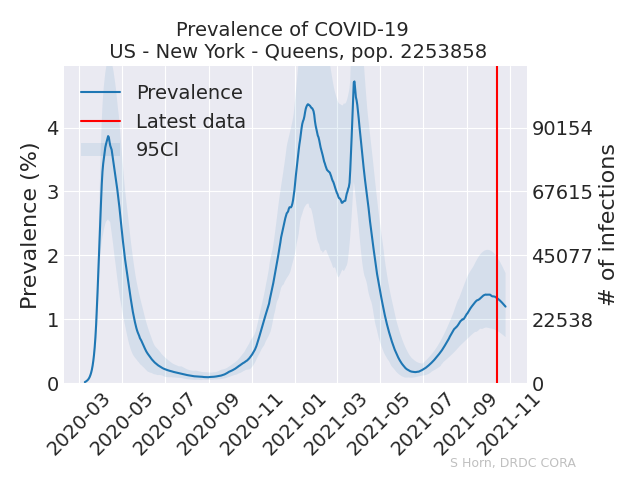 Prevalence of COVID-19
US - New York - Queens, pop. 2253858
Prevalence
Latest data
95CI
Prevalence (%)
4
3
2
1
0
90154
67615
45077
22538
0
# of infections
2020-03
2020-05
2020-07
2020-09
2020-11
2021-01
2021-03
2021-05
2021-07
2021-09
2021-11
S Horn, DRDC CORA